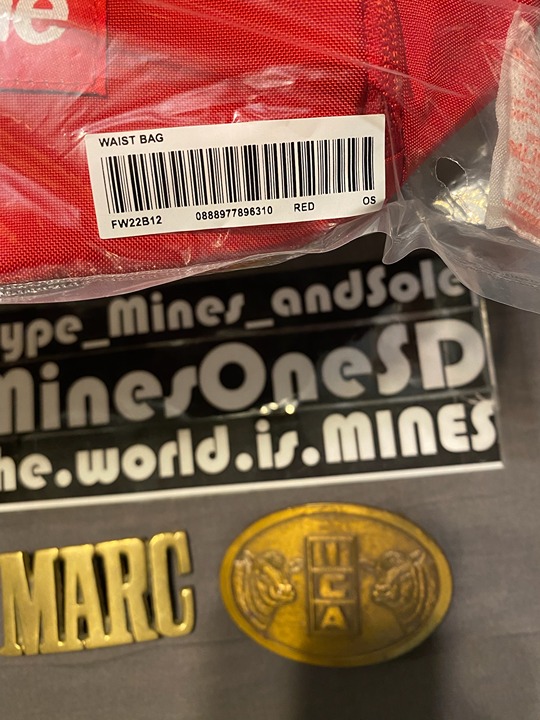 WAIST BAG
FW22B12 0888977896310 RED OS
ype_Mines_andSole
MinesOneSD
he.world.is.MINES
MARC